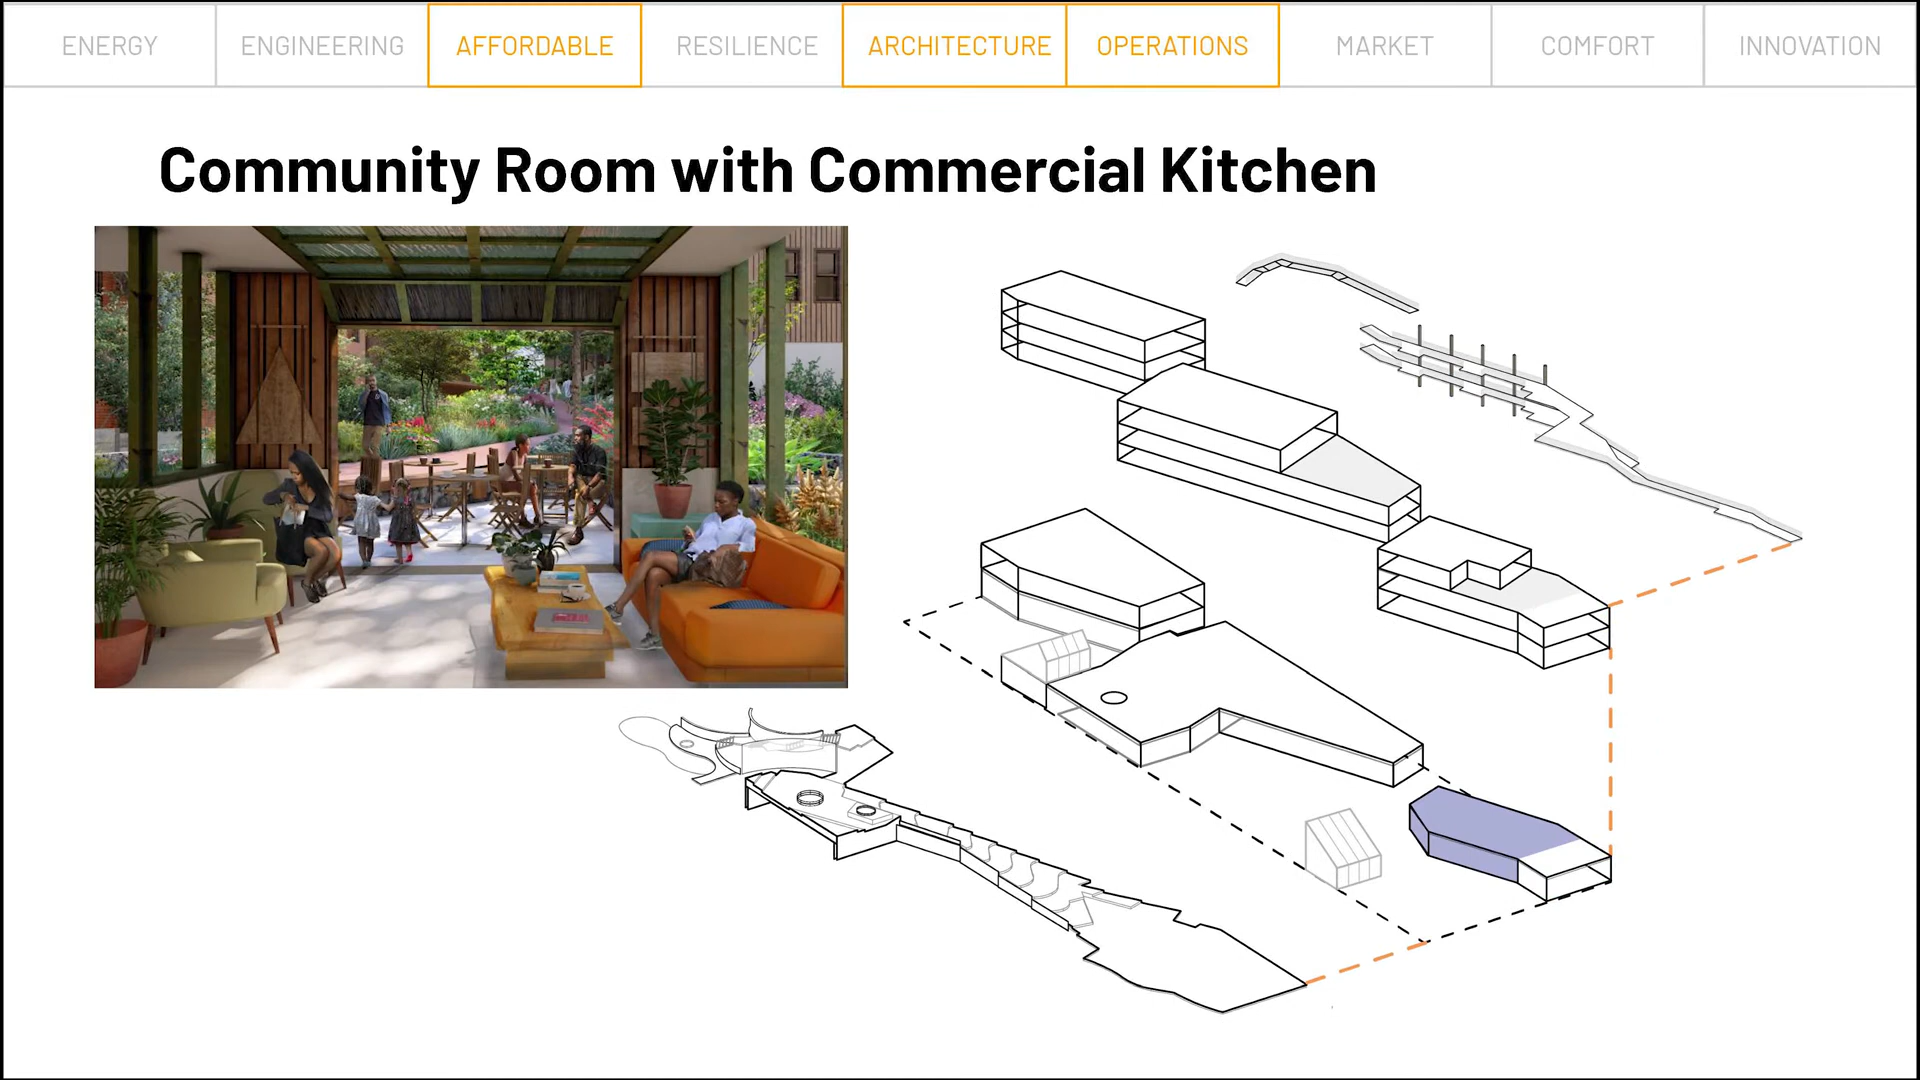 ENERGY ENGINEERING AFFORDABLE RESILIENCE ARCHITECTURE OPERATIONS MARKET COMFORT INNOVATION
Community Room with Commercial Kitchen